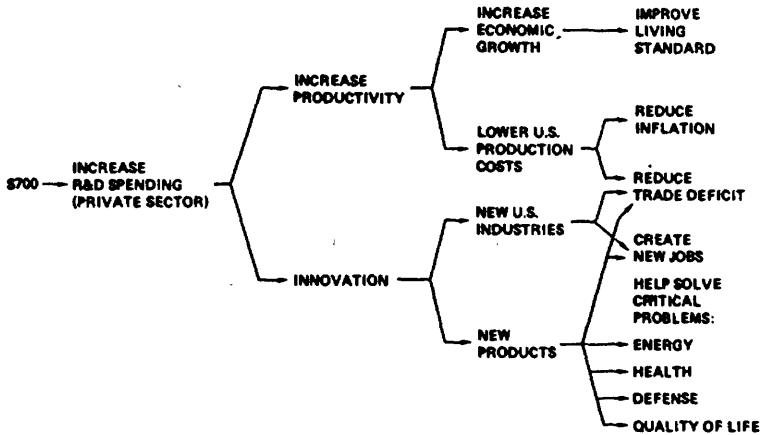 INCREASE
ECONOMIC
GROWTH
IMPROVE
LIVING
STANDARD
INCREASE
PRODUCTIVITY
LOWER U.S.
PRODUCTION
COSTS
REDUCE
INFLATION
REDUCE
TRADE DEFICIT
S700
INCREASE
R&D SPENDING
(PRIVATE SECTOR)
INNOVATION
NEW U.S.
INDUSTRIES
CREATE
NEW JOBS
NEW
PRODUCTS
HELP SOLVE
CRITICAL
PROBLEMS:
ENERGY
HEALTH
DEFENSE
QUALITY OF LIFE